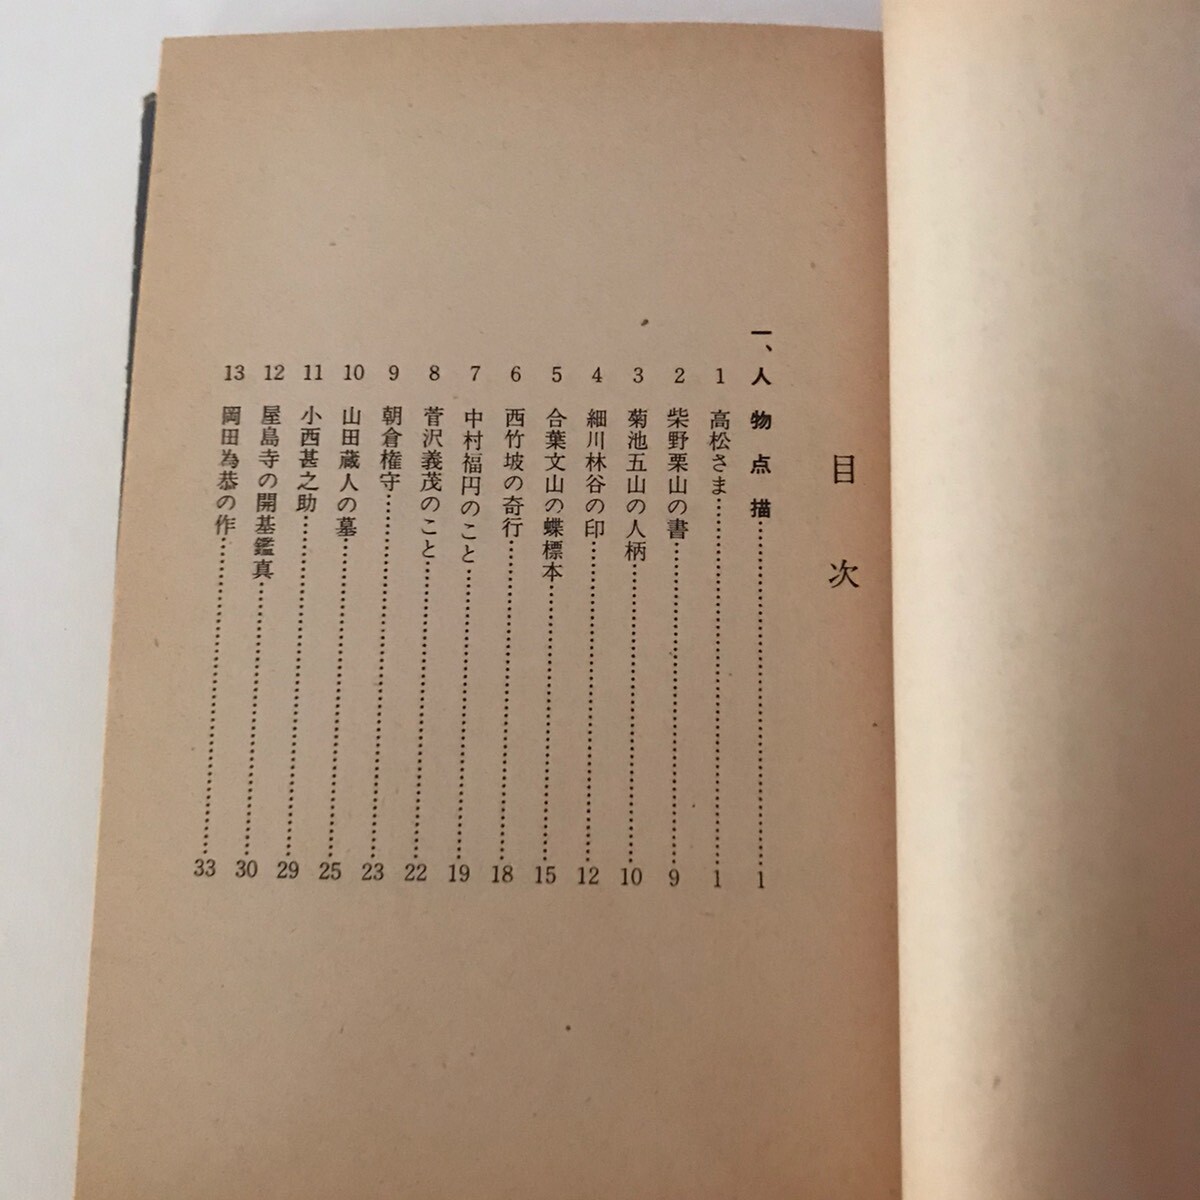 目次
一、人物点描……………………………………1
1 高松さま……………………………………1
2 柴野栗山の書……………………………………9
3 菊池五山の人柄……………………………………10
4 細川林谷の印……………………………………12
5 合葉文山の蝶標本……………………………………15
6 西竹坡の奇行……………………………………18
7 中村福円のこと……………………………………19
8 菅沢義茂のこと……………………………………22
9 朝倉権守……………………………………23
10 山田蔵人の墓……………………………………25
11 小西甚之助……………………………………29
12 屋島寺の開基鑑真……………………………………30
13 岡田為恭の作……………………………………33